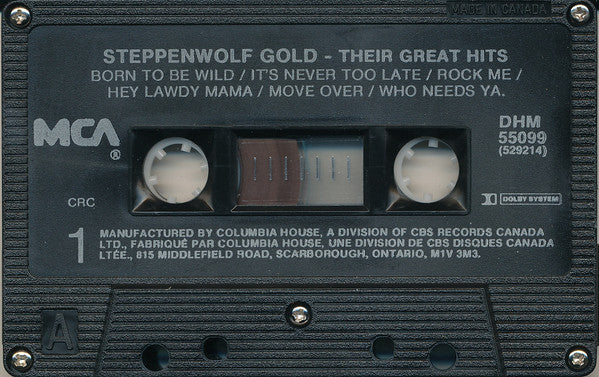 MADE IN CANADA
STEPPENWOLF GOLD - THEIR GREAT HITS
BORN TO BE WILD / IT'S NEVER TOO LATE / ROCK ME /
HEY LAWDY MAMA / MOVE OVER / WHO NEEDS YA.
MCA®
DHM
55099
(529214)
CRC
DOLBY SYSTEM
1
MANUFACTURED BY COLUMBIA HOUSE, A DIVISION OF CBS RECORDS CANADA
LTD., FABRIQUÉ PAR COLUMBIA HOUSE, UNE DIVISION DE CBS DISQUES CANADA
LTÉE., 815 MIDDLEFIELD ROAD, SCARBOROUGH, ONTARIO, M1V 3M3.
A